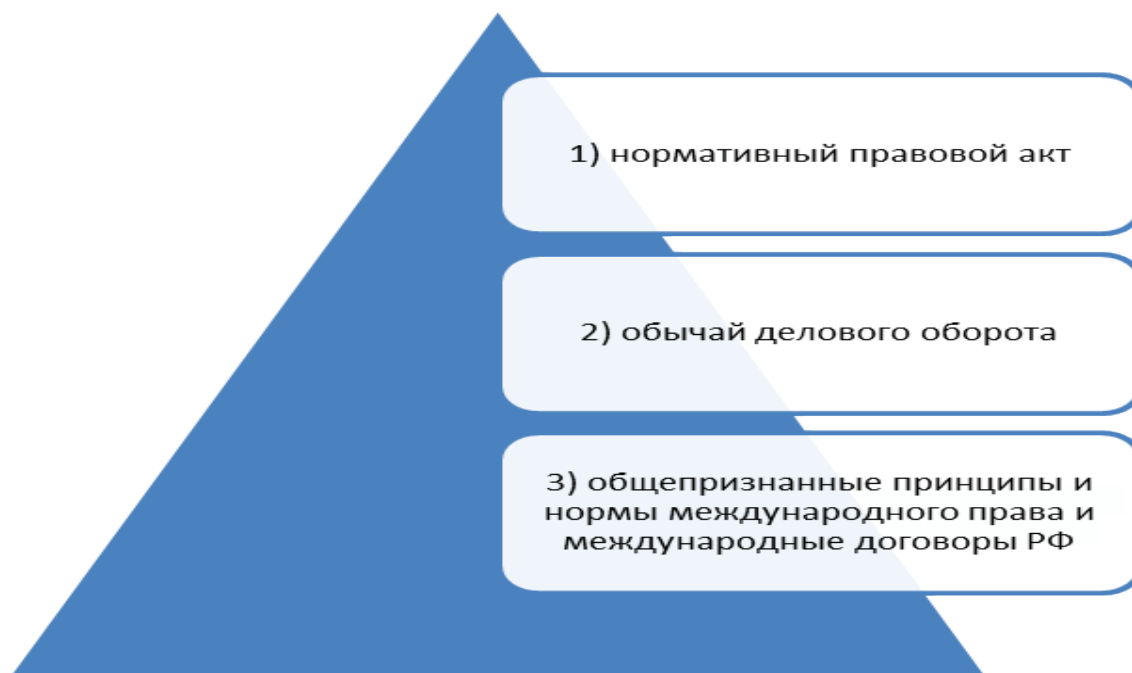 1) нормативный правовой акт
2) обычай делового оборота
3) общепризнанные принципы и
нормы международного права и
международные договоры РФ